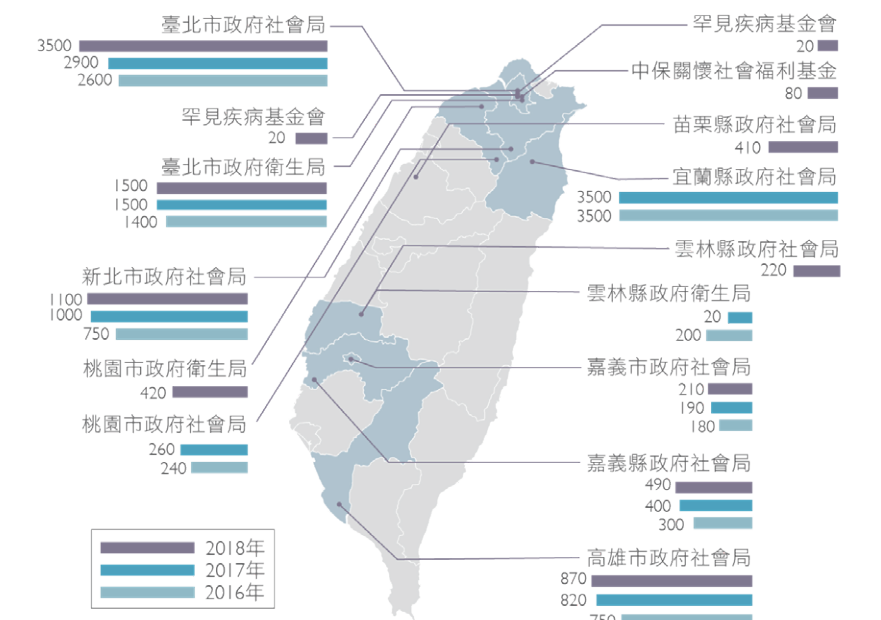 臺北市政府社會局
3500
2900
2600
罕見疾病基金會
20
臺北市政府衛生局
1500
1500
1400
新北市政府社會局
1100
1000
750
桃園市政府衛生局
420
桃園市政府社會局
260
240
2018年
2017年
2016年
罕見疾病基金會
20
中保關懷社會福利基金
80
苗栗縣政府社會局
410
宜蘭縣政府社會局
3500
3500
雲林縣政府社會局
220
雲林縣政府衛生局
20
200
嘉義市政府社會局
210
190
180
嘉義縣政府社會局
490
400
300
高雄市政府社會局
870
820
750